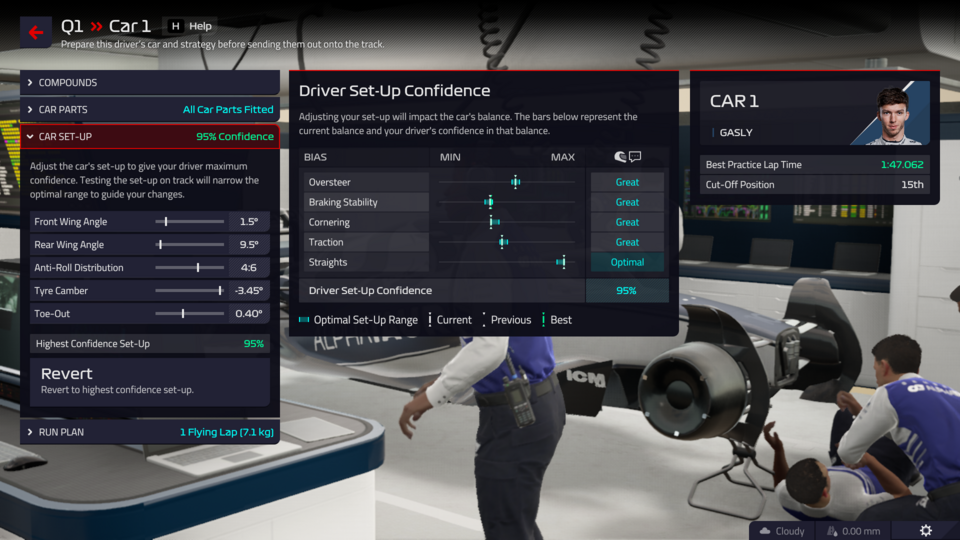 Q1 » Car 1 H Help
Prepare this driver's car and strategy before sending them out onto the track.
COMPOUNDS
CAR PARTS All Car Parts Fitted
CAR SET-UP 95% Confidence
Adjust the car's set-up to give your driver maximum
confidence. Testing the set-up on track will narrow the
optimal range to guide your changes.
Front Wing Angle 1.5°
Rear Wing Angle 9.5°
Anti-Roll Distribution 4:6
Tyre Camber -3.45°
Toe-Out 0.40°
Highest Confidence Set-Up 95%
Revert
Revert to highest confidence set-up.
RUN PLAN 1 Flying Lap (7.1 kg)
Driver Set-Up Confidence
Adjusting your set-up will impact the car's balance. The bars below represent the
current balance and your driver's confidence in that balance.
BIAS MIN MAX
Oversteer Great
Braking Stability Great
Cornering Great
Traction Great
Straights Optimal
Driver Set-Up Confidence 95%
Optimal Set-Up Range Current Previous Best
CAR 1
GASLY
Best Practice Lap Time 1:47.062
Cut-Off Position 15th
ICM
Cloudy 0.00 mm